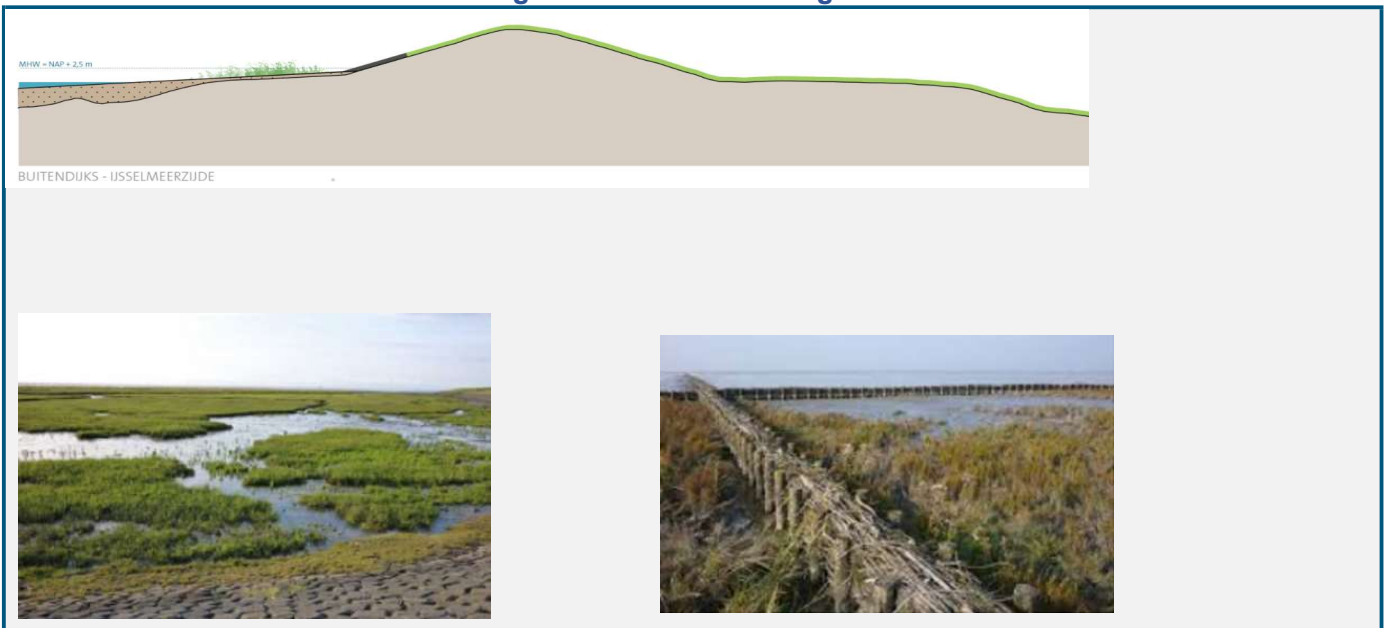 MHW = NAP + 2,5 m
BUITENDIJKS - IJSSELMEERZIJDE